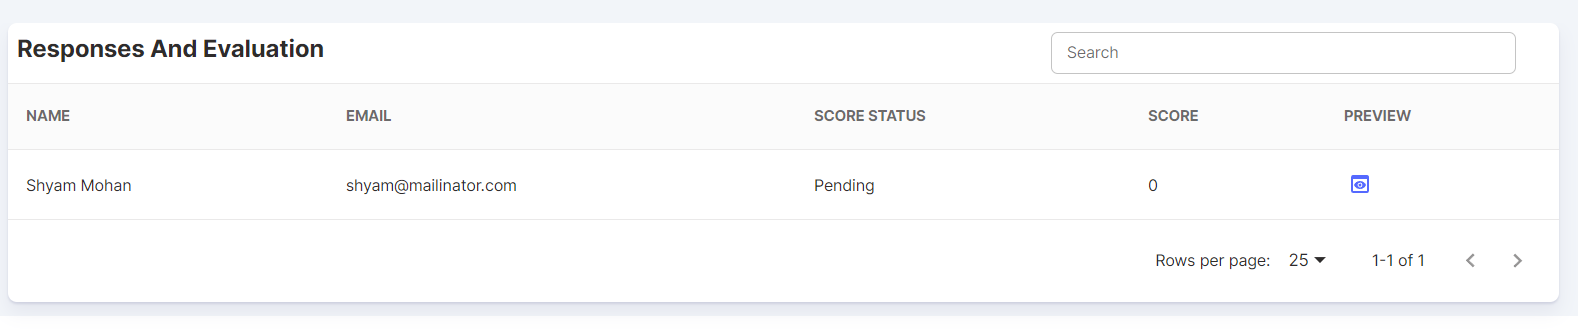 Responses And Evaluation
Search
NAME EMAIL SCORE STATUS SCORE PREVIEW
Shyam Mohan shyam@mailinator.com Pending 0
Rows per page: 25 1-1 of 1